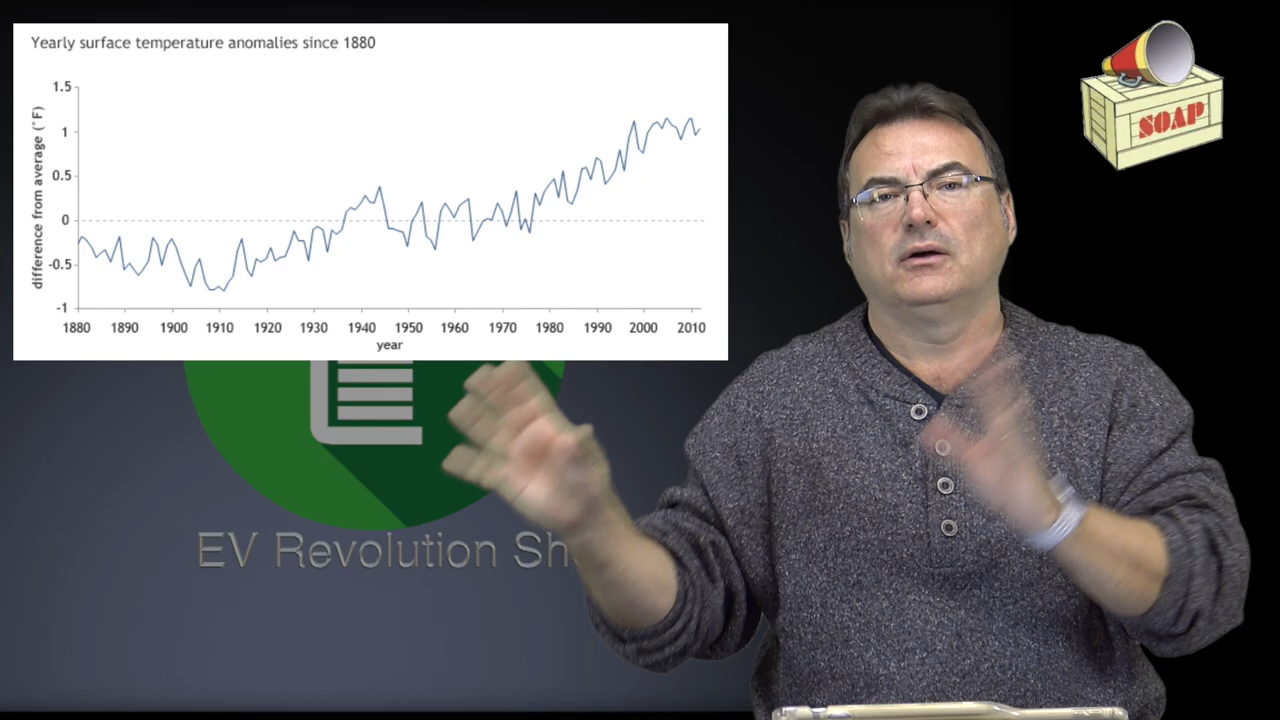 Yearly surface temperature anomalies since 1880
difference from average (°F)
1.5
1
0.5
0
-0.5
-1
1880 1890 1900 1910 1920 1930 1940 1950 1960 1970 1980 1990 2000 2010
year
SOAP
EV Revolution Sh